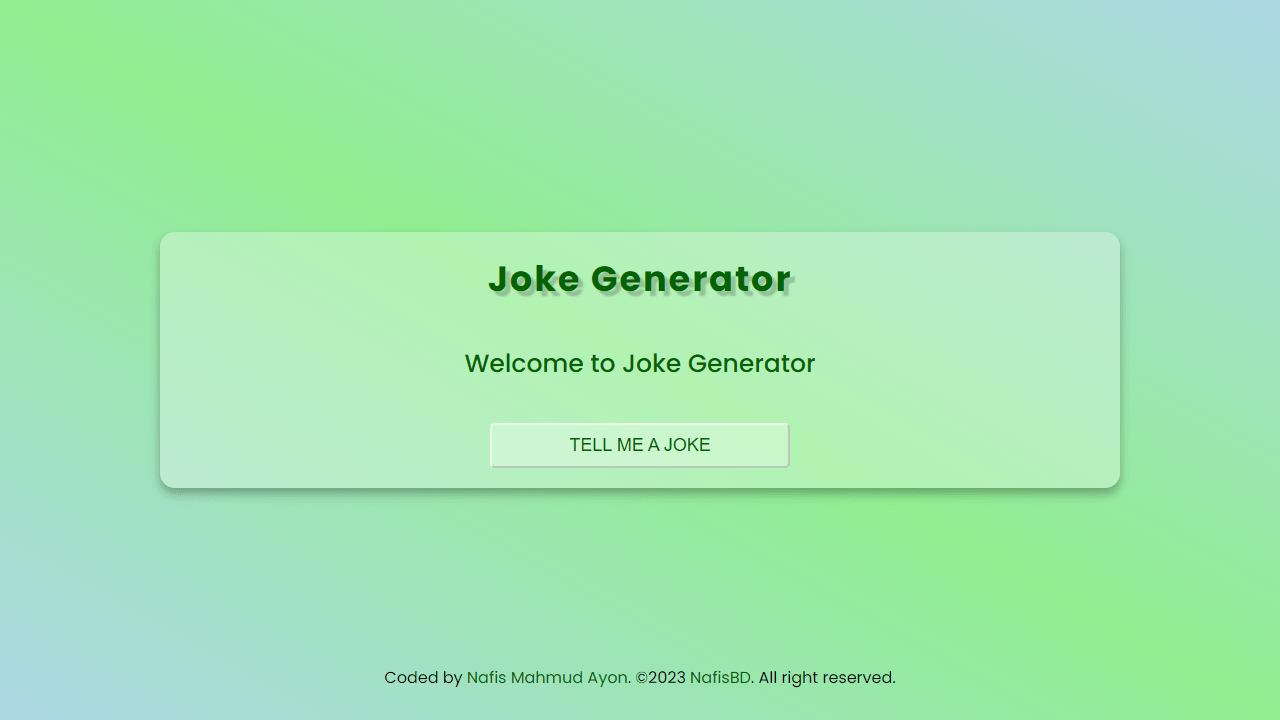 Joke Generator
Welcome to Joke Generator
TELL ME A JOKE
Coded by Nafis Mahmud Ayon. ©2023 NafisBD. All right reserved.